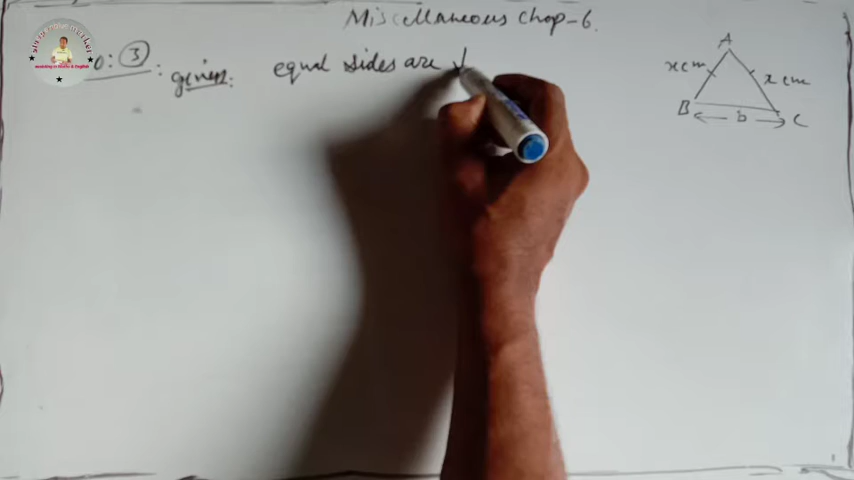 Miscellaneous Chap-6.
o: 3 : given: equal sides are ↓
A
x cm x cm
B ← b → C